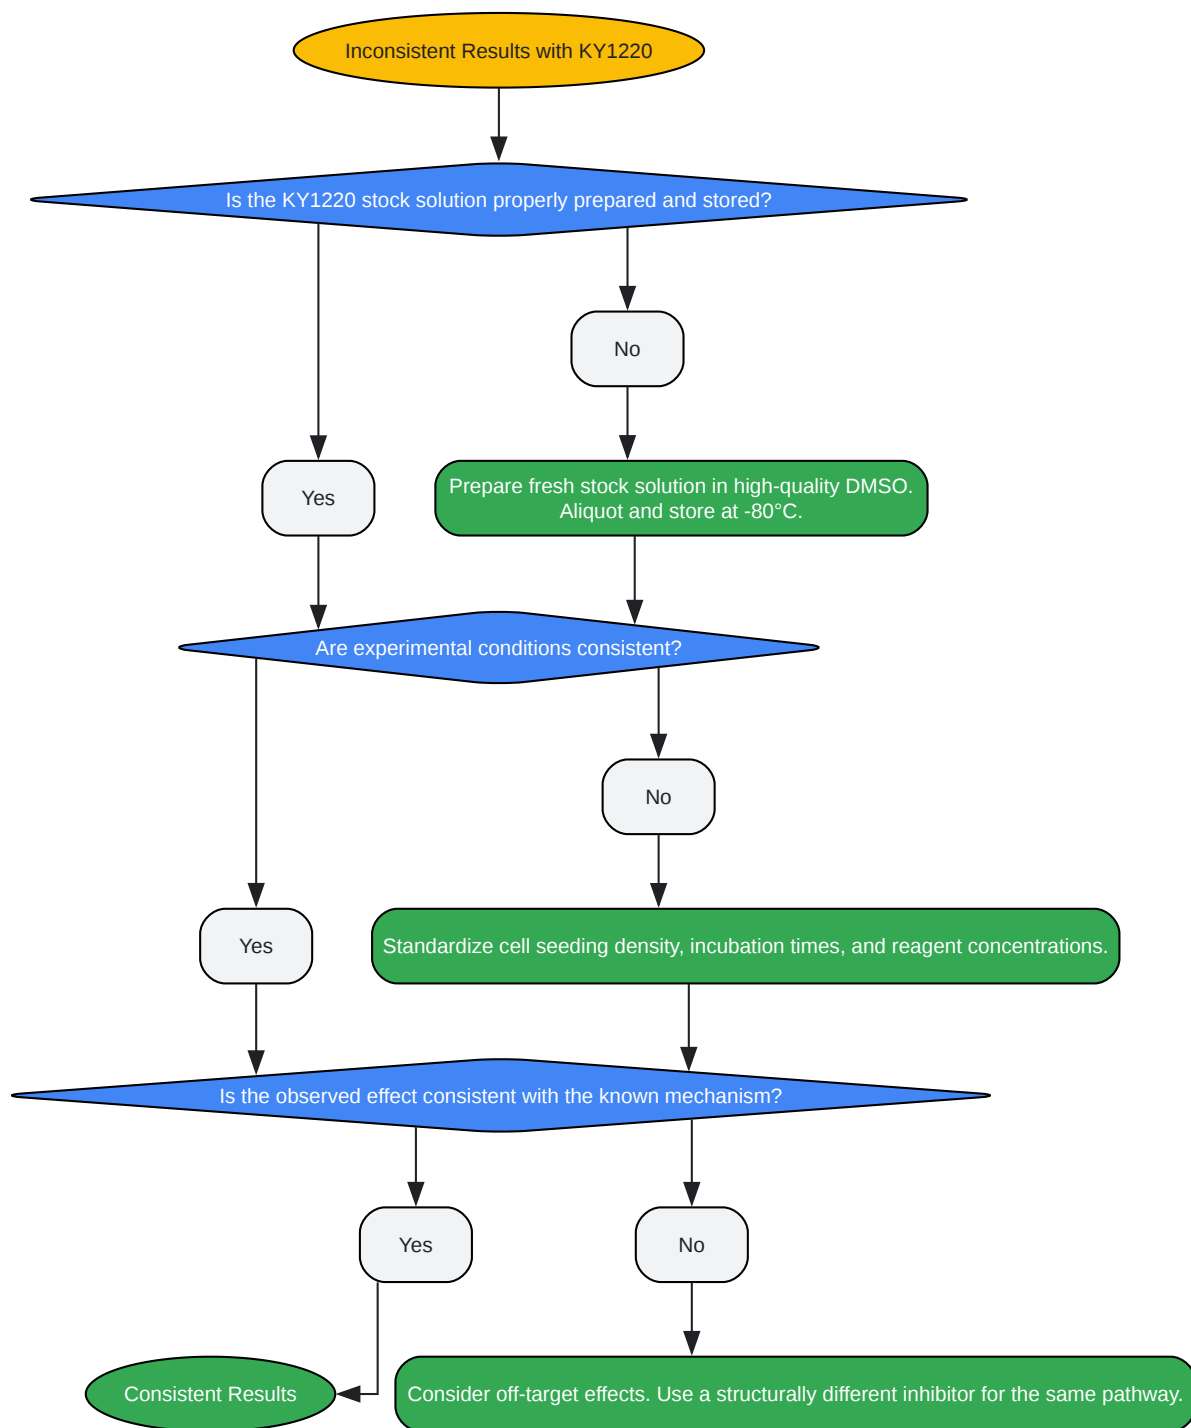 Inconsistent Results with KY1220
Is the KY1220 stock solution properly prepared and stored?
No
Yes
Prepare fresh stock solution in high-quality DMSO.
Aliquot and store at -80°C.
Are experimental conditions consistent?
No
Yes
Standardize cell seeding density, incubation times, and reagent concentrations.
Is the observed effect consistent with the known mechanism?
Yes
No
Consistent Results
Consider off-target effects. Use a structurally different inhibitor for the same pathway.